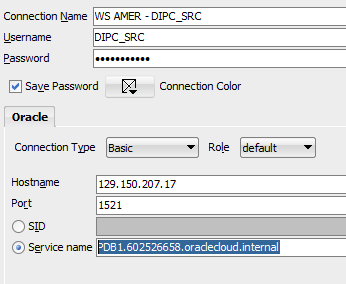 Connection Name WS AMER - DIPC_SRC
Username DIPC_SRC
Password •••••••••••
Save Password Connection Color
Oracle
Connection Type Basic Role default
Hostname 129.150.207.17
Port 1521
SID
Service name PDB1.602526658.oraclecloud.internal